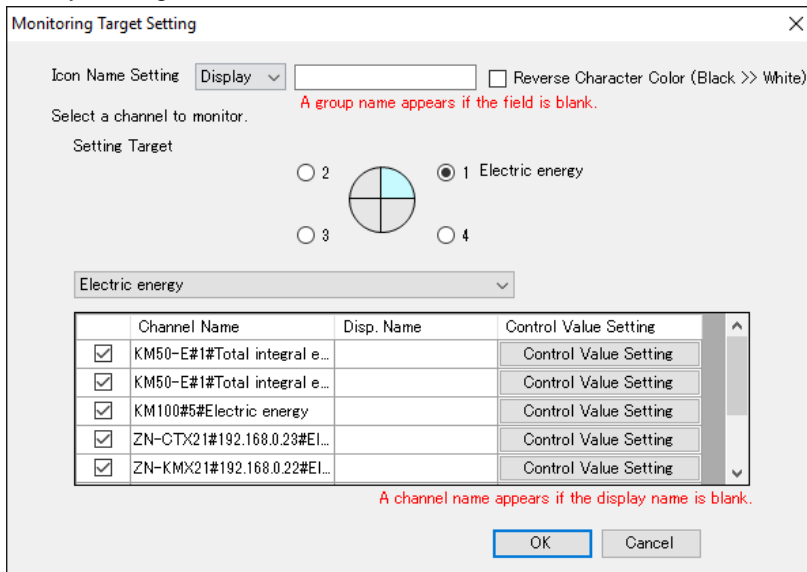 Monitoring Target Setting
Icon Name Setting Display Reverse Character Color (Black >> White)
A group name appears if the field is blank.
Select a channel to monitor.
Setting Target
2 1 Electric energy
3 4
Electric energy
Channel Name Disp. Name Control Value Setting
KM50-E#1#Total integral e... Control Value Setting
KM50-E#1#Total integral e... Control Value Setting
KM100#5#Electric energy Control Value Setting
ZN-CTX21#192.168.0.23#El... Control Value Setting
ZN-KMX21#192.168.0.22#El... Control Value Setting
A channel name appears if the display name is blank.
OK Cancel